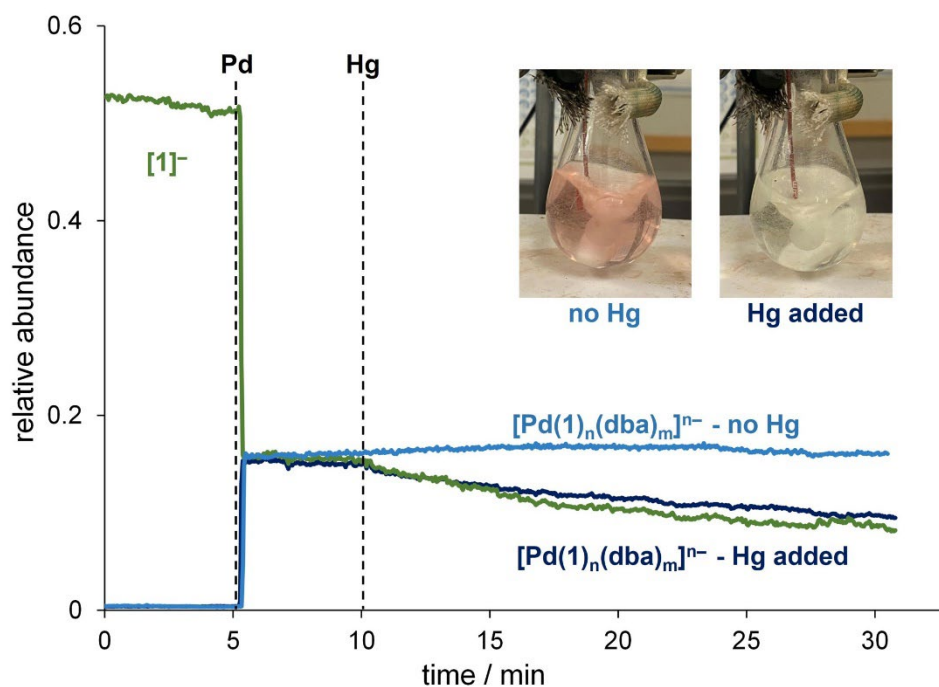 0.6
Pd
Hg
[1]⁻
0.4
relative abundance
no Hg
Hg added
0.2
[Pd(1)ₙ(dba)ₘ]ⁿ⁻ - no Hg
[Pd(1)ₙ(dba)ₘ]ⁿ⁻ - Hg added
0
0 5 10 15 20 25 30
time / min